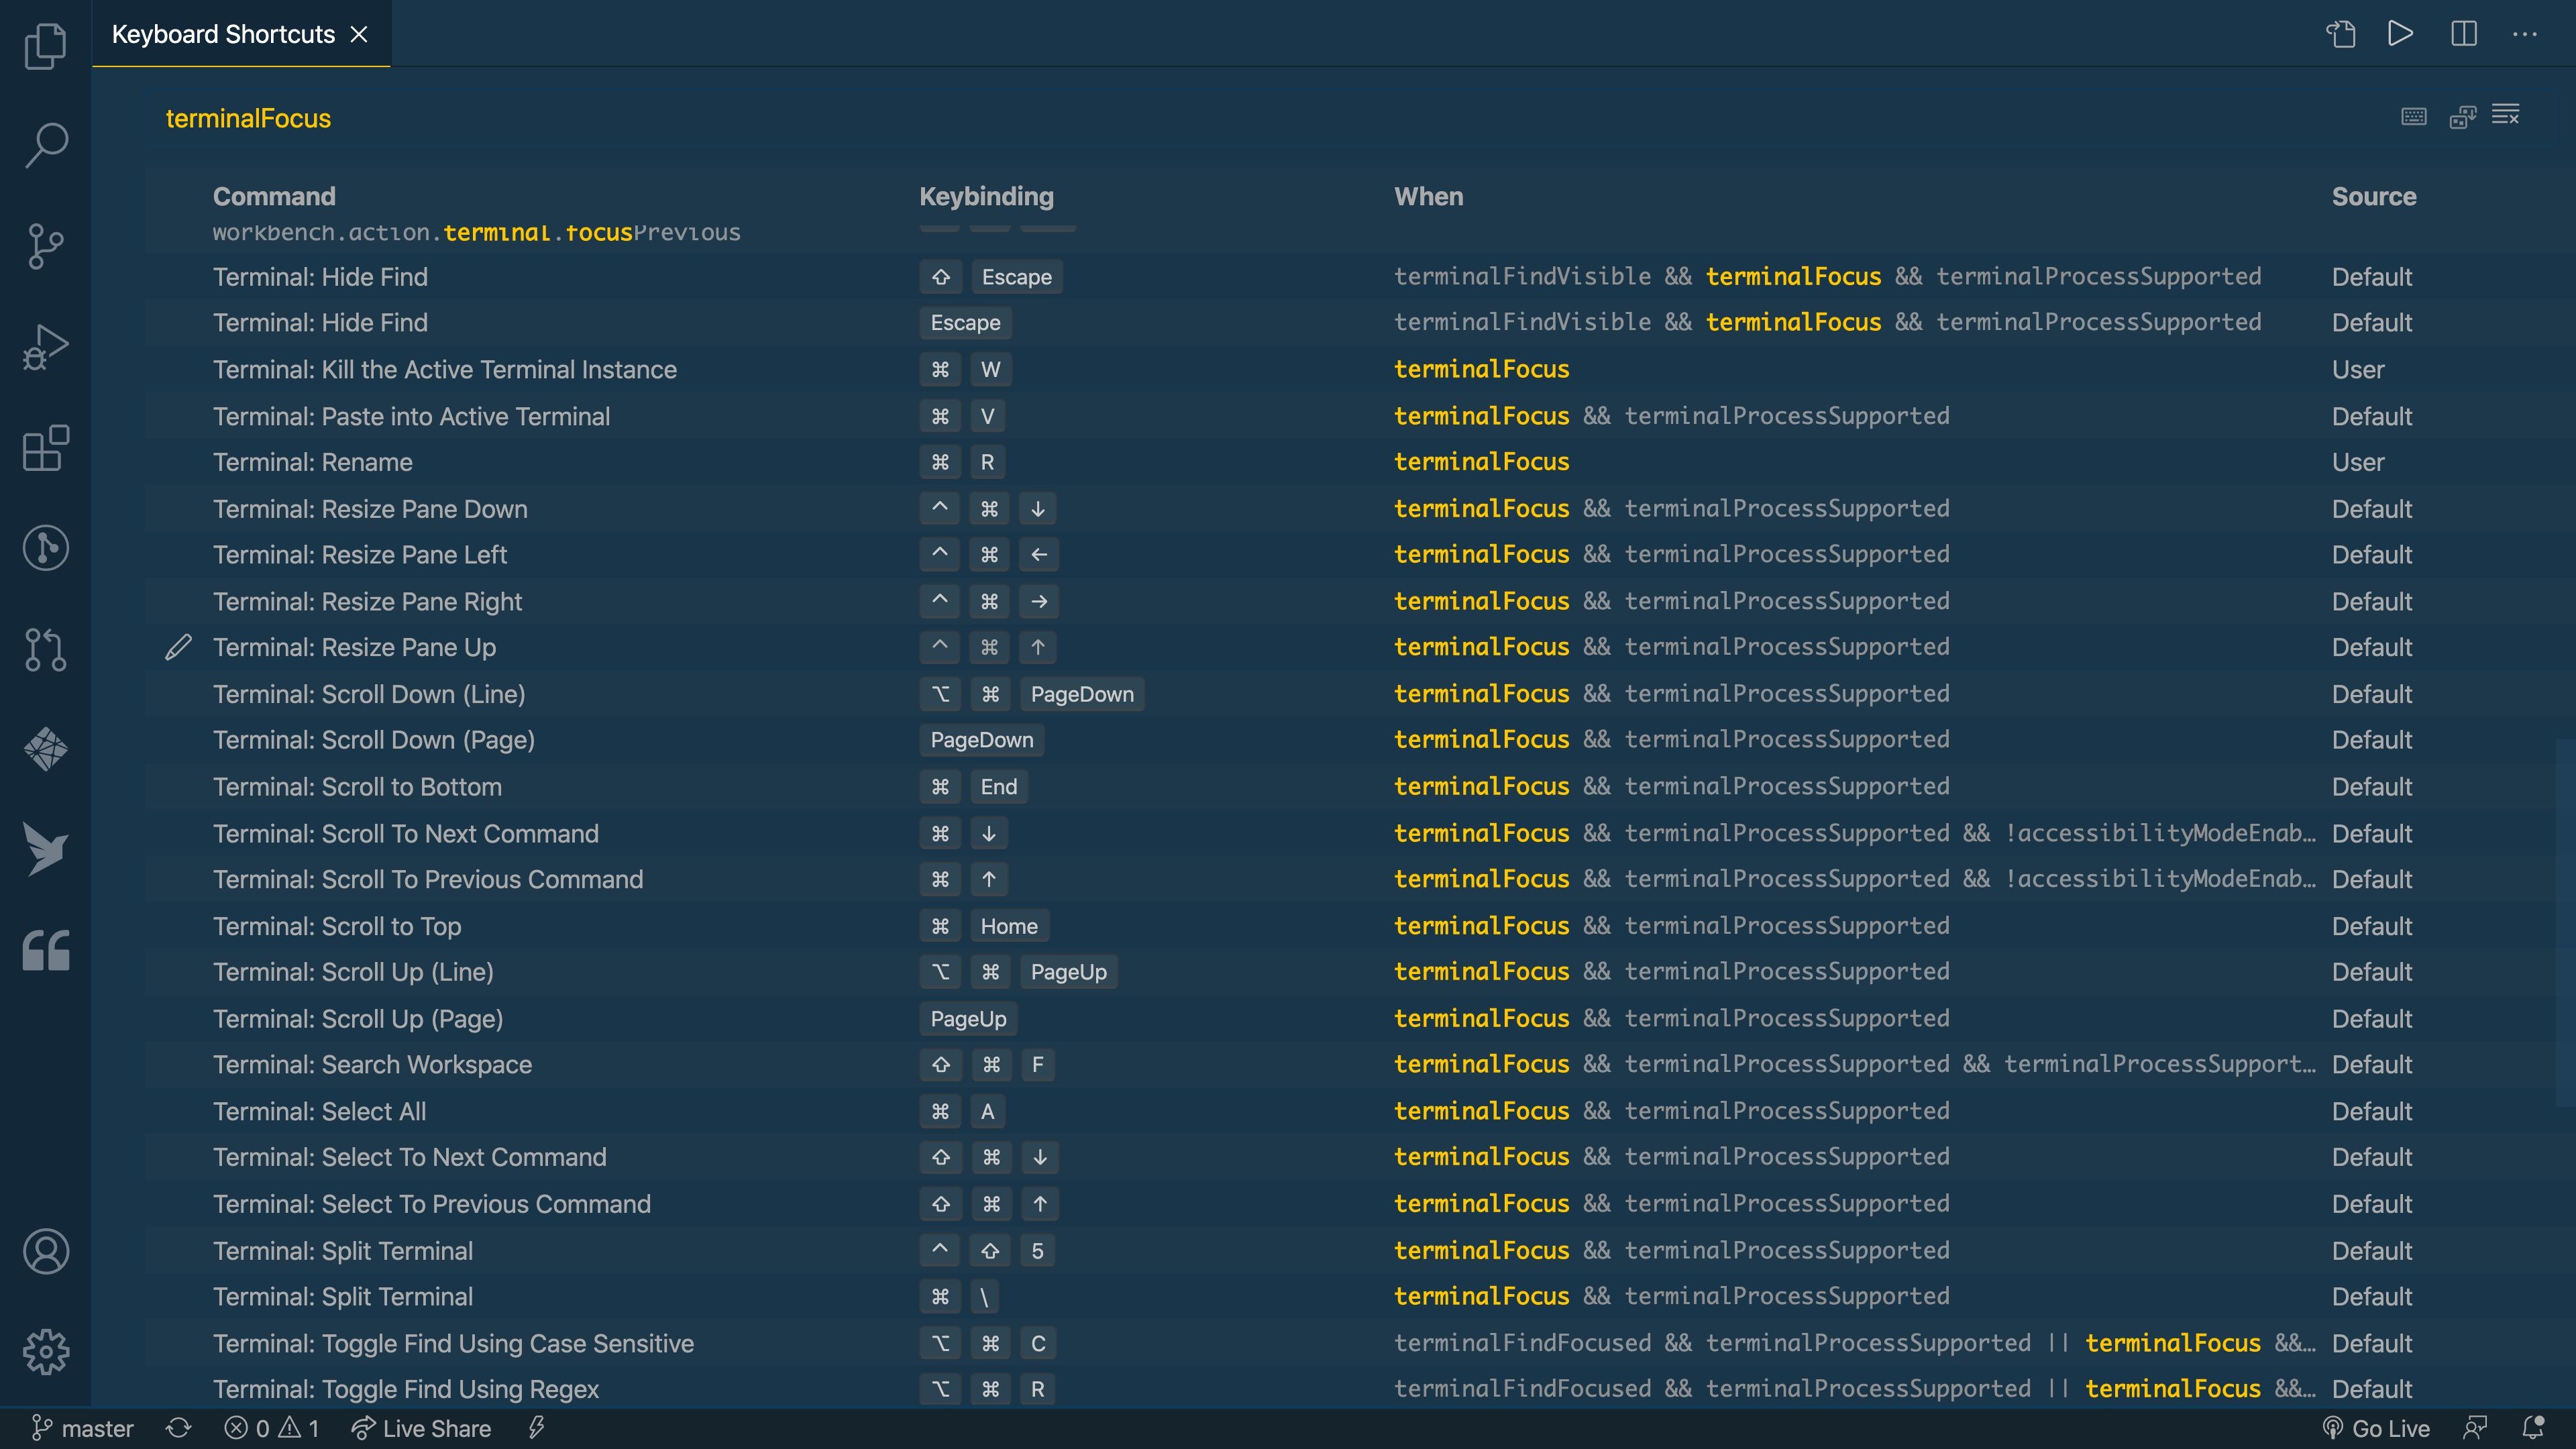 Keyboard Shortcuts
terminalFocus
Command Keybinding When Source
workbench.action.terminal.focusPrevious
Terminal: Hide Find ⇧ Escape terminalFindVisible && terminalFocus && terminalProcessSupported Default
Terminal: Hide Find Escape terminalFindVisible && terminalFocus && terminalProcessSupported Default
Terminal: Kill the Active Terminal Instance ⌘ W terminalFocus User
Terminal: Paste into Active Terminal ⌘ V terminalFocus && terminalProcessSupported Default
Terminal: Rename ⌘ R terminalFocus User
Terminal: Resize Pane Down ^ ⌘ ↓ terminalFocus && terminalProcessSupported Default
Terminal: Resize Pane Left ^ ⌘ ← terminalFocus && terminalProcessSupported Default
Terminal: Resize Pane Right ^ ⌘ → terminalFocus && terminalProcessSupported Default
Terminal: Resize Pane Up ^ ⌘ ↑ terminalFocus && terminalProcessSupported Default
Terminal: Scroll Down (Line) ⌥ ⌘ PageDown terminalFocus && terminalProcessSupported Default
Terminal: Scroll Down (Page) PageDown terminalFocus && terminalProcessSupported Default
Terminal: Scroll to Bottom ⌘ End terminalFocus && terminalProcessSupported Default
Terminal: Scroll To Next Command ⌘ ↓ terminalFocus && terminalProcessSupported && !accessibilityModeEnab… Default
Terminal: Scroll To Previous Command ⌘ ↑ terminalFocus && terminalProcessSupported && !accessibilityModeEnab… Default
Terminal: Scroll to Top ⌘ Home terminalFocus && terminalProcessSupported Default
Terminal: Scroll Up (Line) ⌥ ⌘ PageUp terminalFocus && terminalProcessSupported Default
Terminal: Scroll Up (Page) PageUp terminalFocus && terminalProcessSupported Default
Terminal: Search Workspace ⇧ ⌘ F terminalFocus && terminalProcessSupported && terminalProcessSupport… Default
Terminal: Select All ⌘ A terminalFocus && terminalProcessSupported Default
Terminal: Select To Next Command ⇧ ⌘ ↓ terminalFocus && terminalProcessSupported Default
Terminal: Select To Previous Command ⇧ ⌘ ↑ terminalFocus && terminalProcessSupported Default
Terminal: Split Terminal ^ ⇧ 5 terminalFocus && terminalProcessSupported Default
Terminal: Split Terminal ⌘ \ terminalFocus && terminalProcessSupported Default
Terminal: Toggle Find Using Case Sensitive ⌥ ⌘ C terminalFindFocused && terminalProcessSupported || terminalFocus &&… Default
Terminal: Toggle Find Using Regex ⌥ ⌘ R terminalFindFocused && terminalProcessSupported || terminalFocus &&… Default
master 0 1 Live Share Go Live